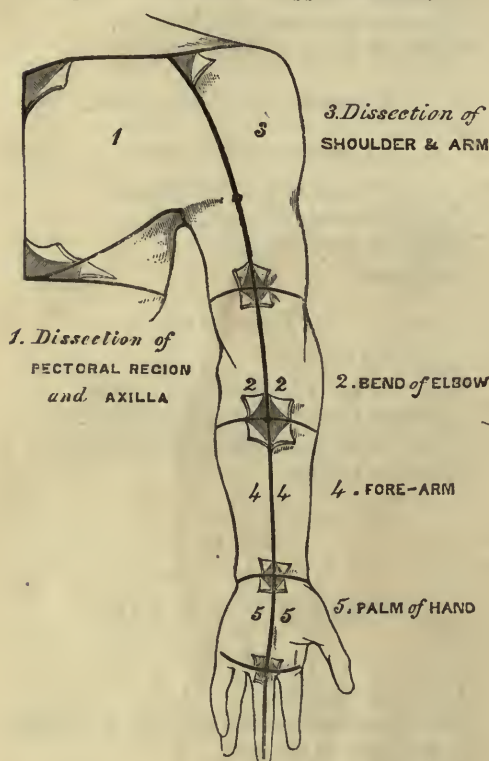 1
3
3. Dissection of
SHOULDER & ARM
1. Dissection of
PECTORAL REGION
and AXILLA
2 2
2. BEND of ELBOW
4 4
4. FORE-ARM
5 5
5. PALM of HAND